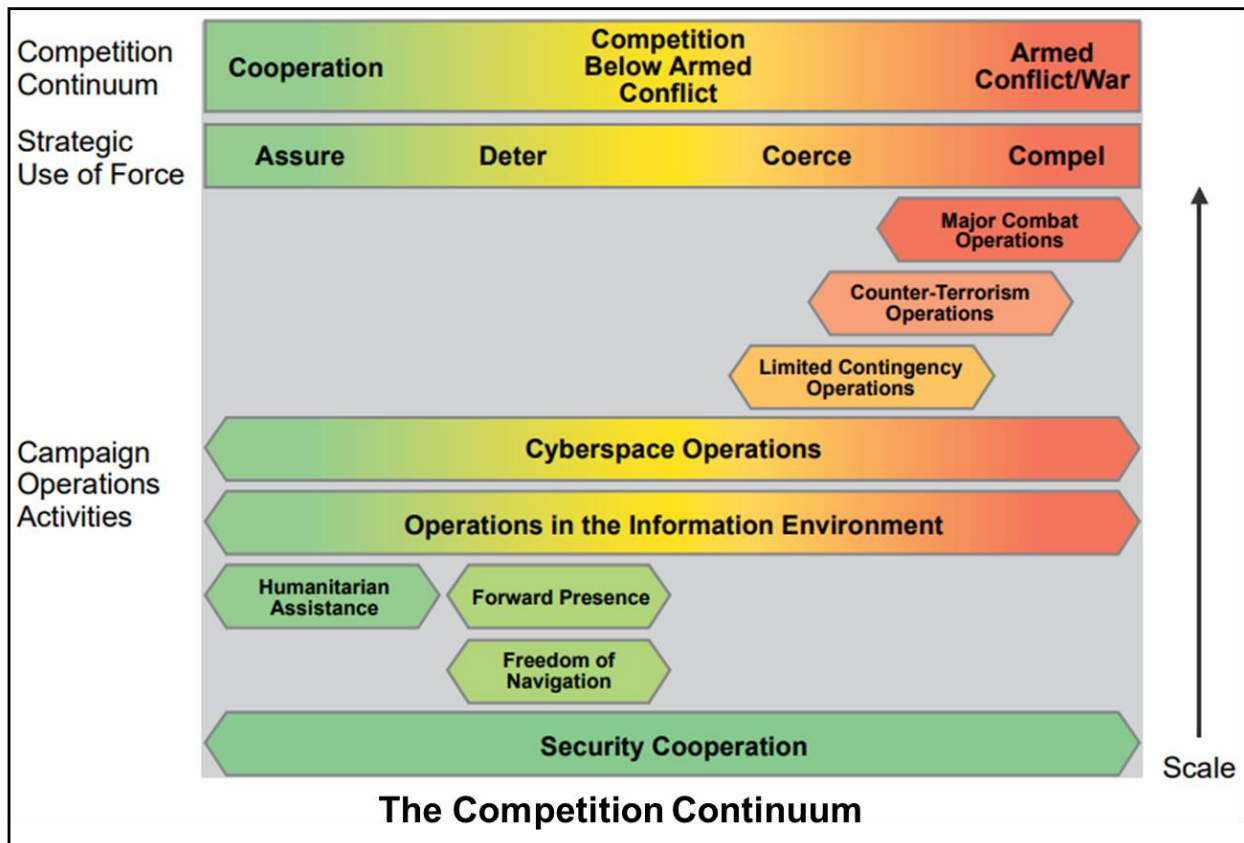 Competition
Continuum
Cooperation
Competition
Below Armed
Conflict
Armed
Conflict/War
Strategic
Use of Force
Assure
Deter
Coerce
Compel
Major Combat
Operations
Counter-Terrorism
Operations
Limited Contingency
Operations
Campaign
Operations
Activities
Cyberspace Operations
Operations in the Information Environment
Humanitarian
Assistance
Forward Presence
Freedom of
Navigation
Security Cooperation
Scale
The Competition Continuum